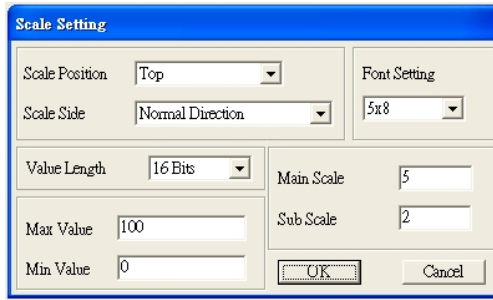 Scale Setting
Scale Position Top
Scale Side Normal Direction
Font Setting
5x8
Value Length 16 Bits
Max Value 100
Min Value 0
Main Scale 5
Sub Scale 2
OK Cancel